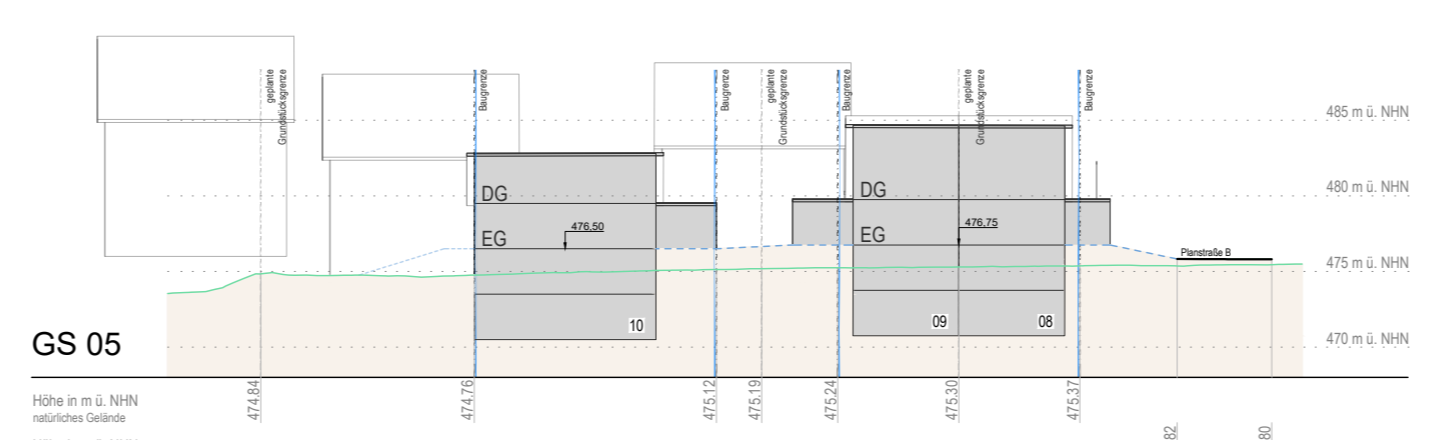 geplante
Grundstücksgrenze
Baugrenze
Baugrenze
geplante
Grundstücksgrenze
Baugrenze
geplante
Grundstücksgrenze
Baugrenze
485 m ü. NHN
480 m ü. NHN
475 m ü. NHN
470 m ü. NHN
DG
EG
476,50
10
DG
EG
476,75
09
08
Planstraße B
GS 05
Höhe in m ü. NHN
natürliches Gelände
474.84
474.76
475.12
475.19
475.24
475.30
475.37
82
80